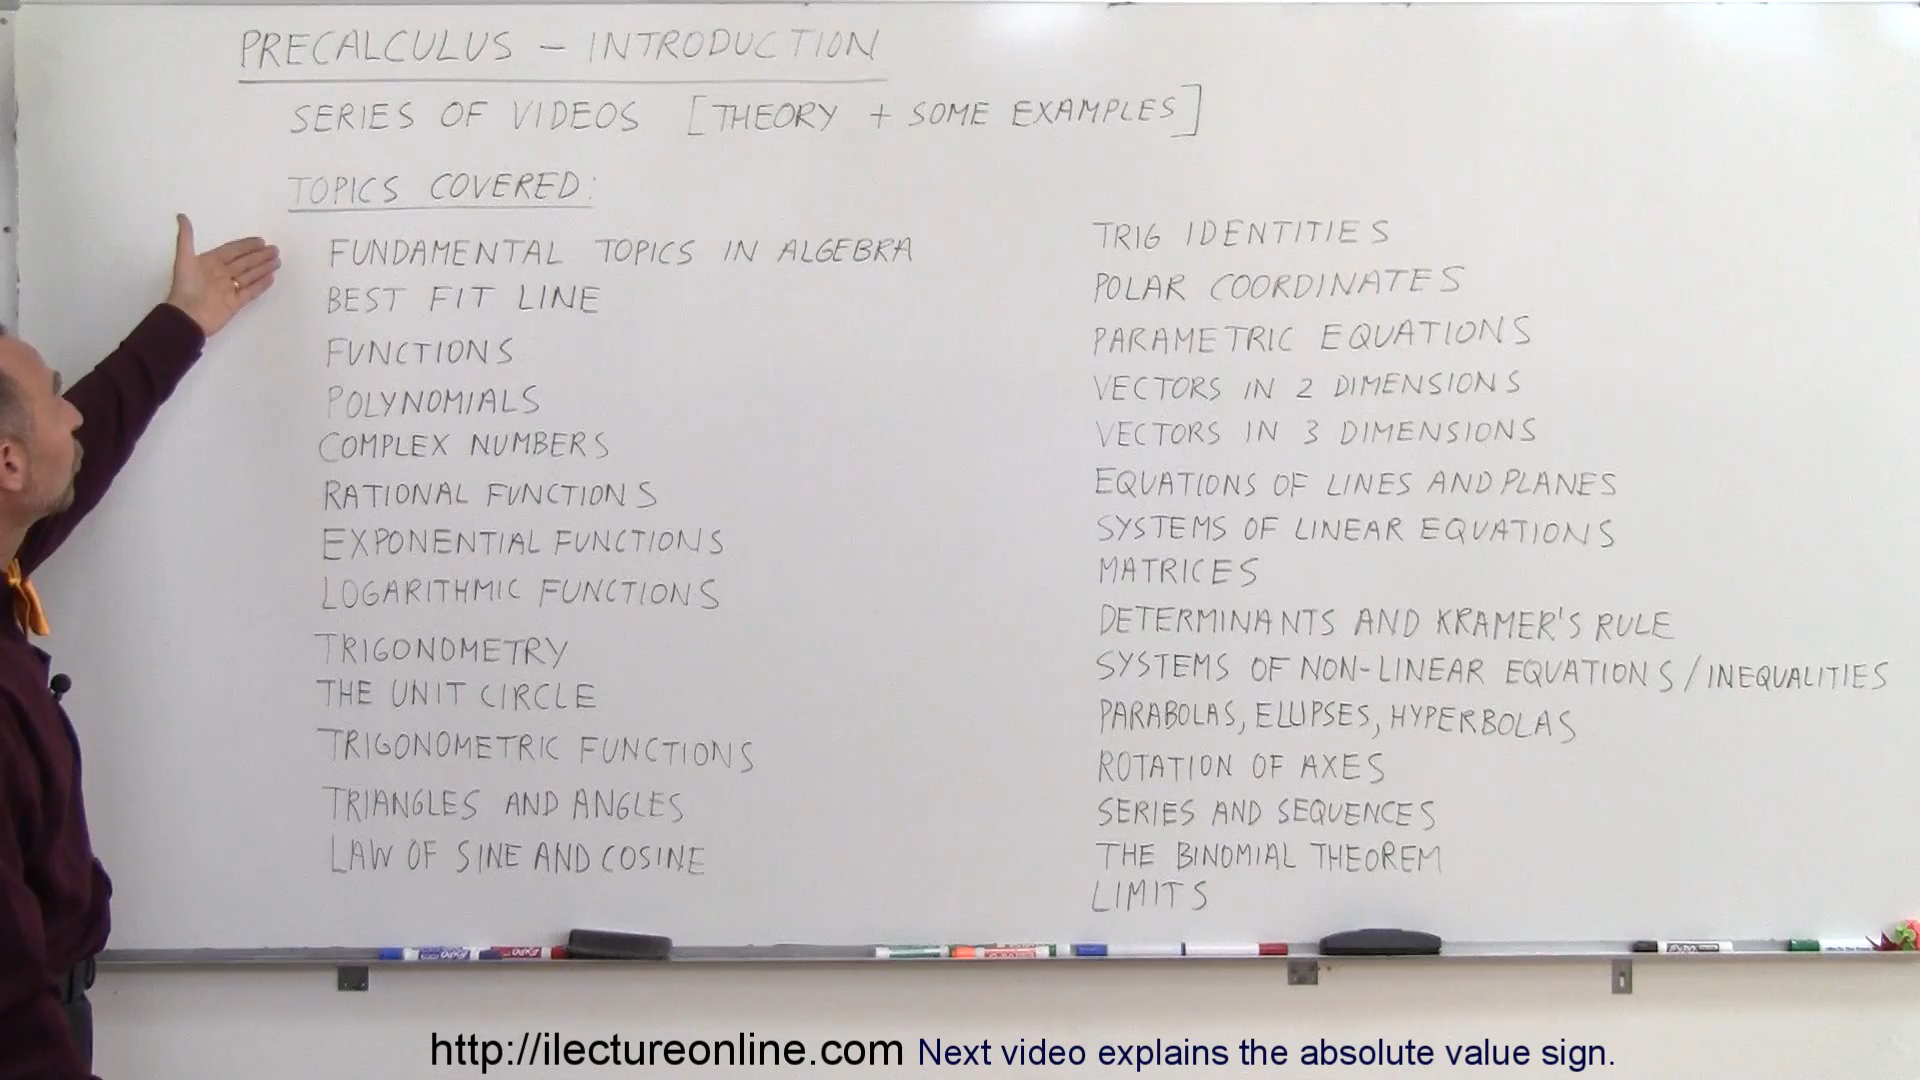 PRECALCULUS – INTRODUCTION
SERIES OF VIDEOS [THEORY + SOME EXAMPLES]
TOPICS COVERED:
FUNDAMENTAL TOPICS IN ALGEBRA
BEST FIT LINE
FUNCTIONS
POLYNOMIALS
COMPLEX NUMBERS
RATIONAL FUNCTIONS
EXPONENTIAL FUNCTIONS
LOGARITHMIC FUNCTIONS
TRIGONOMETRY
THE UNIT CIRCLE
TRIGONOMETRIC FUNCTIONS
TRIANGLES AND ANGLES
LAW OF SINE AND COSINE
TRIG IDENTITIES
POLAR COORDINATES
PARAMETRIC EQUATIONS
VECTORS IN 2 DIMENSIONS
VECTORS IN 3 DIMENSIONS
EQUATIONS OF LINES AND PLANES
SYSTEMS OF LINEAR EQUATIONS
MATRICES
DETERMINANTS AND KRAMER'S RULE
SYSTEMS OF NON-LINEAR EQUATIONS / INEQUALITIES
PARABOLAS, ELLIPSES, HYPERBOLAS
ROTATION OF AXES
SERIES AND SEQUENCES
THE BINOMIAL THEOREM
LIMITS
http://ilectureonline.com Next video explains the absolute value sign.